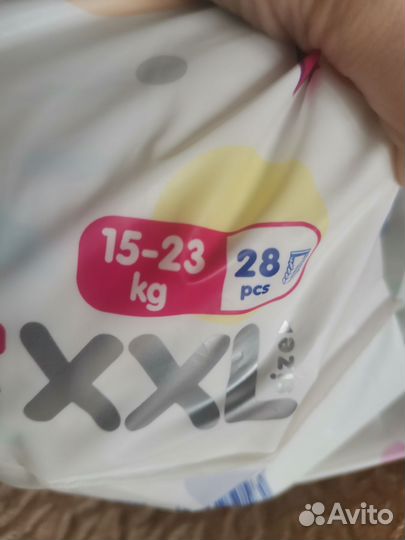 15-23
kg
28
pcs
XXL
size
Avito